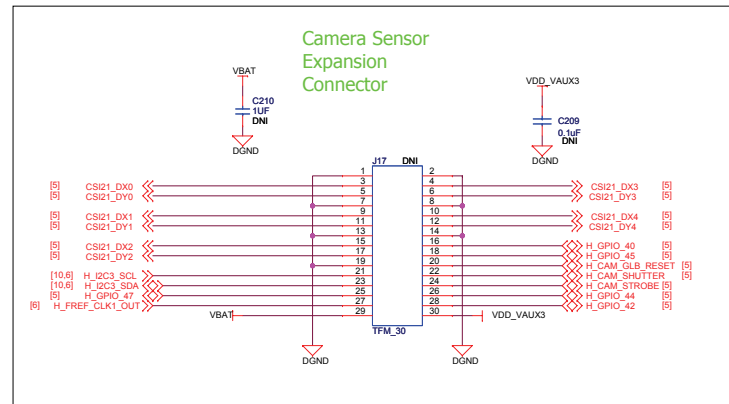 Camera Sensor
Expansion
Connector
VBAT
C210
1UF
DNI
DGND
VDD_VAUX3
C209
0.1uF
DNI
DGND
J17 DNI
1 2
[5] CSI21_DX0 3 4 CSI21_DX3 [5]
[5] CSI21_DY0 5 6 CSI21_DY3 [5]
7 8
[5] CSI21_DX1 9 10 CSI21_DX4 [5]
[5] CSI21_DY1 11 12 CSI21_DY4 [5]
13 14
[5] CSI21_DX2 15 16 H_GPIO_40 [5]
[5] CSI21_DY2 17 18 H_GPIO_45 [5]
19 20 H_CAM_GLB_RESET [5]
[10,6] H_I2C3_SCL 21 22 H_CAM_SHUTTER [5]
[10,6] H_I2C3_SDA 23 24 H_CAM_STROBE [5]
[5] H_GPIO_47 25 26 H_GPIO_44 [5]
[6] H_FREF_CLK1_OUT 27 28 H_GPIO_42 [5]
VBAT 29 30 VDD_VAUX3
TFM_30
DGND DGND